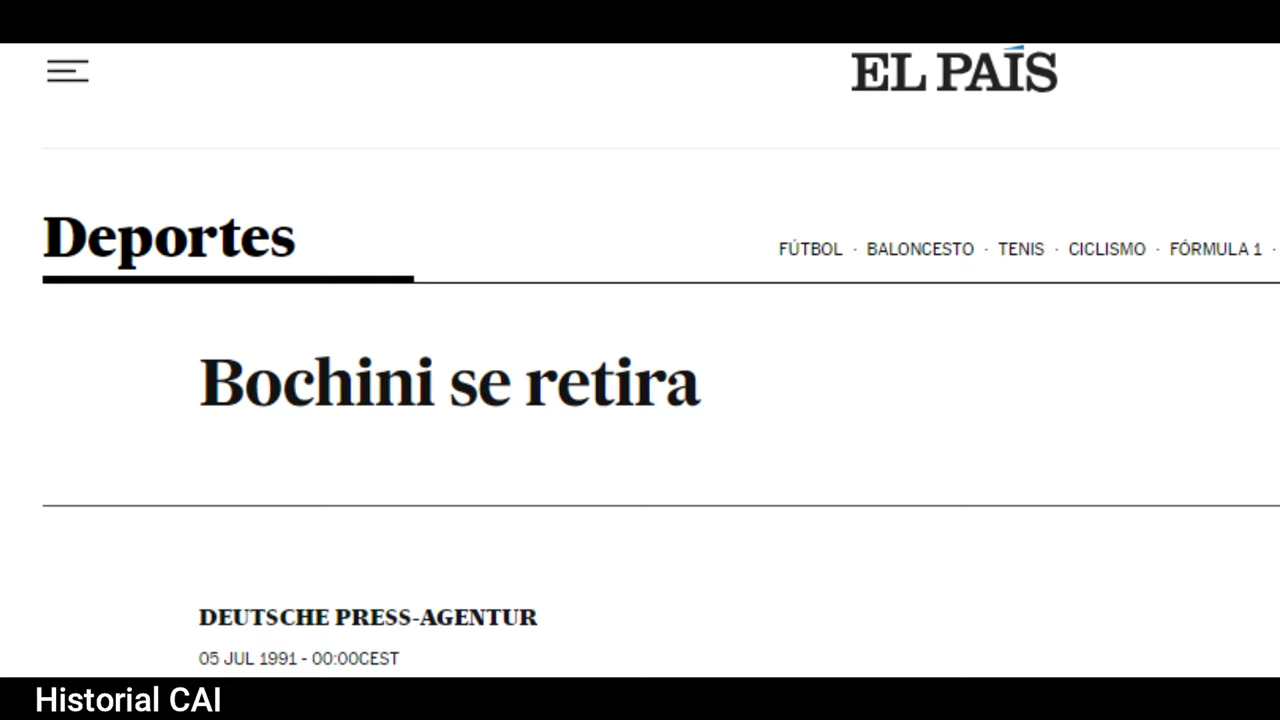 EL PAÍS
Deportes
FÚTBOL · BALONCESTO · TENIS · CICLISMO · FÓRMULA 1 ·
Bochini se retira
DEUTSCHE PRESS-AGENTUR
05 JUL 1991 - 00:00CEST
Historial CAI